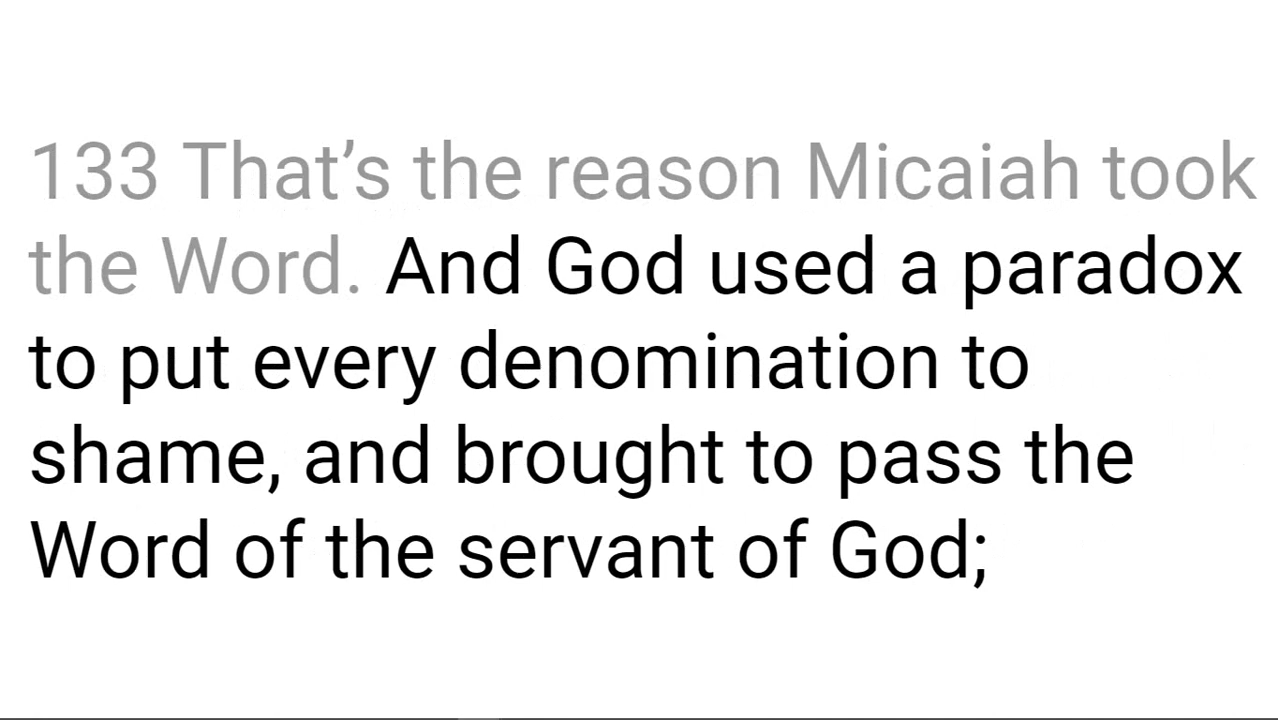 133 That’s the reason Micaiah took
the Word. And God used a paradox
to put every denomination to
shame, and brought to pass the
Word of the servant of God;